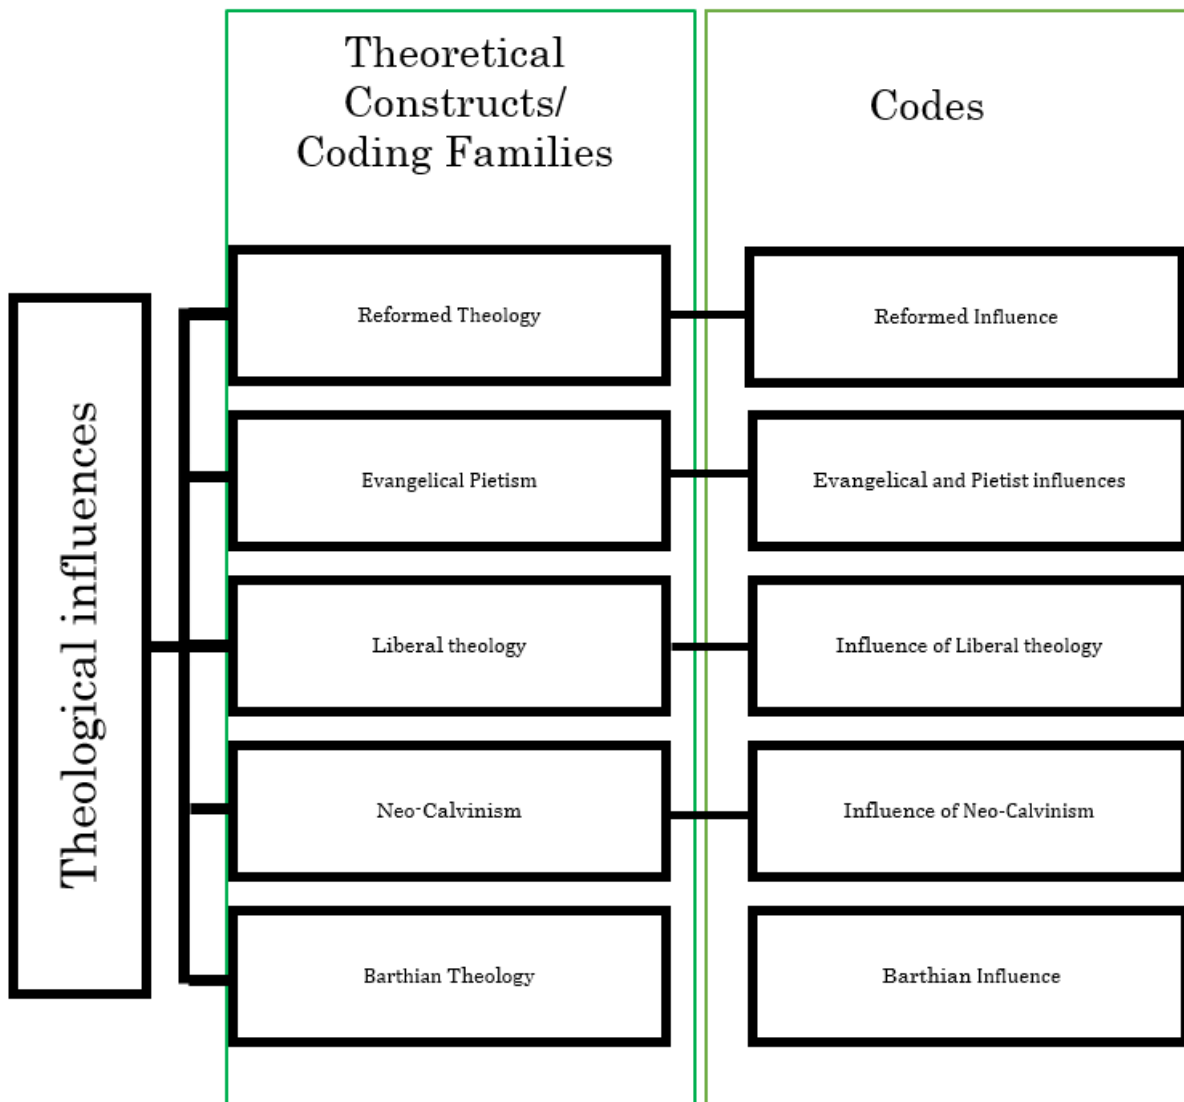 Theoretical
Constructs/
Coding Families
Codes
Theological influences
Reformed Theology
Reformed Influence
Evangelical Pietism
Evangelical and Pietist influences
Liberal theology
Influence of Liberal theology
Neo-Calvinism
Influence of Neo-Calvinism
Barthian Theology
Barthian Influence